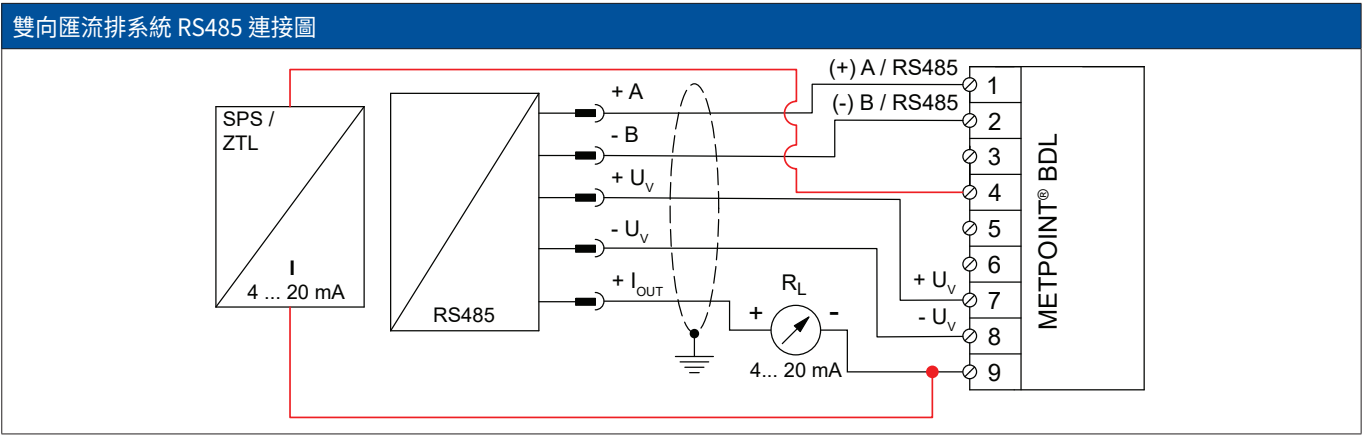 雙向匯流排系統 RS485 連接圖
SPS /
ZTL
I
4 ... 20 mA
RS485
+ A
- B
+ UV
- UV
+ IOUT
RL
+ -
4... 20 mA
(+) A / RS485
(-) B / RS485
+ UV
- UV
1
2
3
4
5
6
7
8
9
METPOINT® BDL